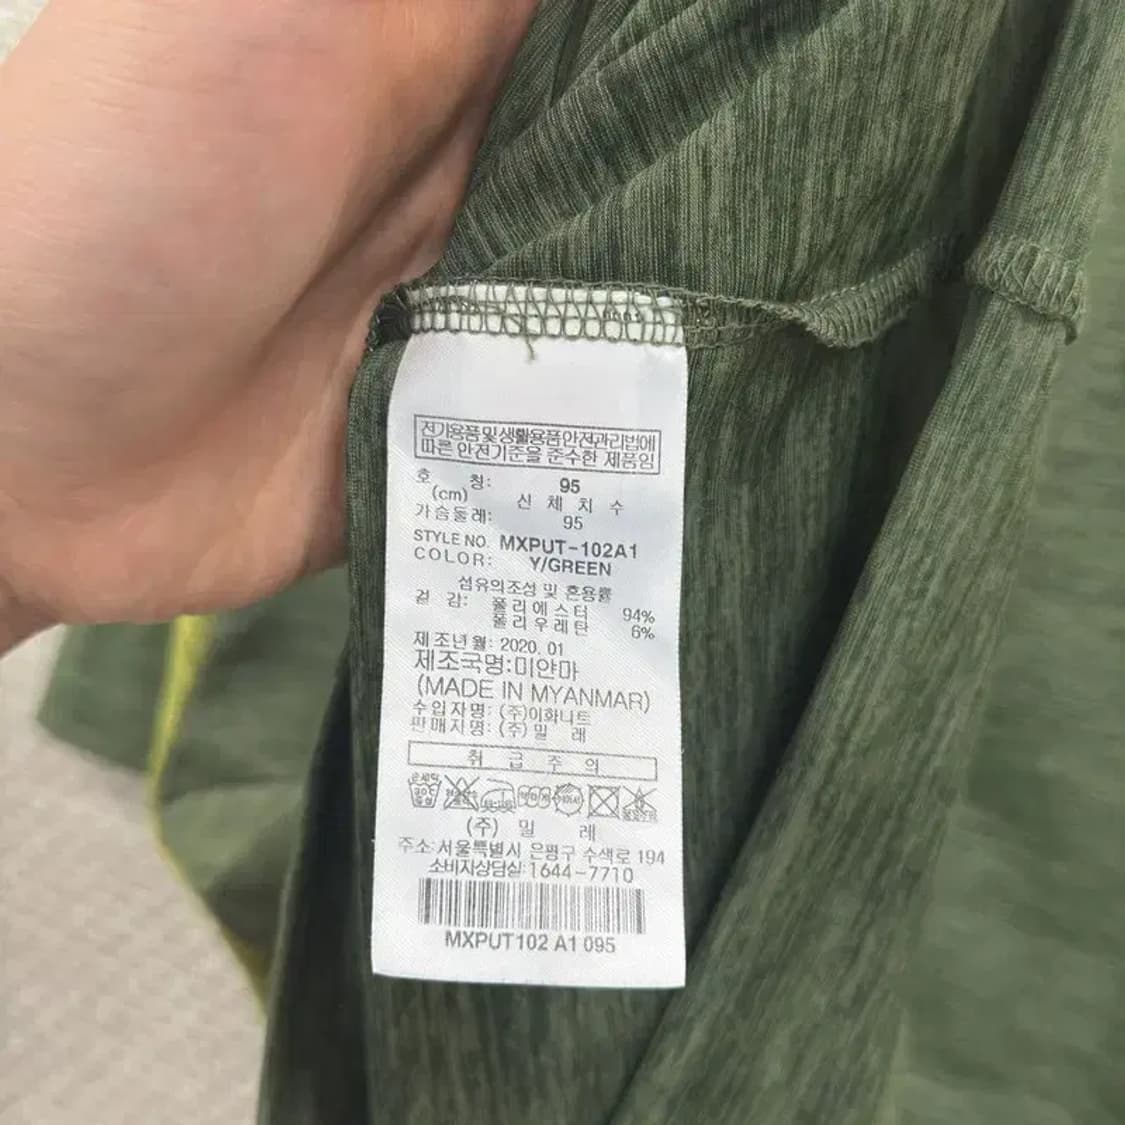 전기용품및생활용품안전관리법에
따른 안전기준을 준수한 제품임
호 칭: 95
(cm) 신 체 치 수
가슴둘레: 95
STYLE NO. MXPUT-102A1
COLOR: Y/GREEN
섬유의조성 및 혼용률
겉 감: 폴리에스터 94%
폴리우레탄 6%
제조년월: 2020. 01
제조국명:미얀마
(MADE IN MYANMAR)
수입자명: (주)이화니트
판매자명: (주) 밀 레
취 급 주 의
손세탁
30℃
중성
(주) 밀 레
주소:서울특별시 은평구 수색로 194
소비자상담실:1644-7710
MXPUT102 A1 095